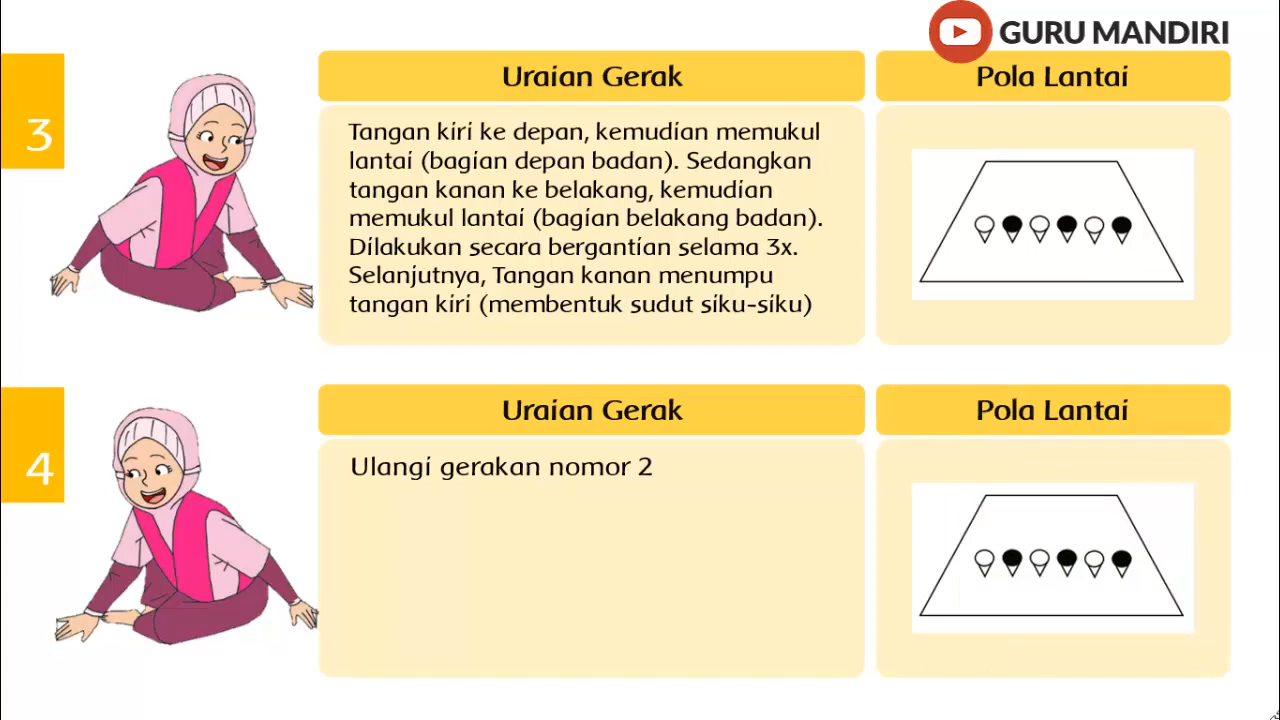 GURU MANDIRI
3
Uraian Gerak
Pola Lantai
Tangan kiri ke depan, kemudian memukul
lantai (bagian depan badan). Sedangkan
tangan kanan ke belakang, kemudian
memukul lantai (bagian belakang badan).
Dilakukan secara bergantian selama 3x.
Selanjutnya, Tangan kanan menumpu
tangan kiri (membentuk sudut siku-siku)
4
Uraian Gerak
Pola Lantai
Ulangi gerakan nomor 2